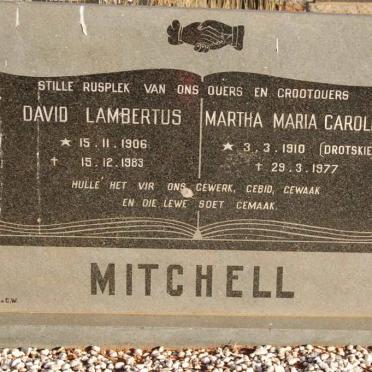 STILLE RUSPLEK VAN ONS OUERS EN GROOTOUERS
DAVID LAMBERTUS
★ 15.11.1906
✝ 15.12.1983
MARTHA MARIA CAROL
★ 3.3.1910 (DROTSKIE
✝ 29.3.1977
HULLE HET VIR ONS GEWERK, GEBID, GEWAAK
EN DIE LEWE SOET GEMAAK.
MITCHELL